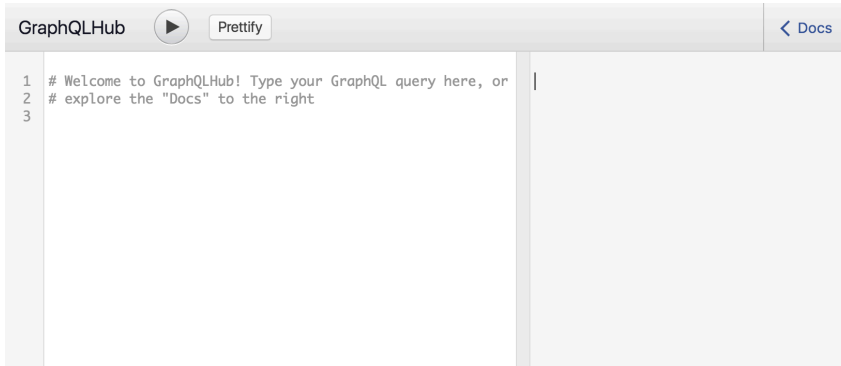 GraphQLHub Prettify Docs
1 # Welcome to GraphQLHub! Type your GraphQL query here, or
2 # explore the "Docs" to the right
3